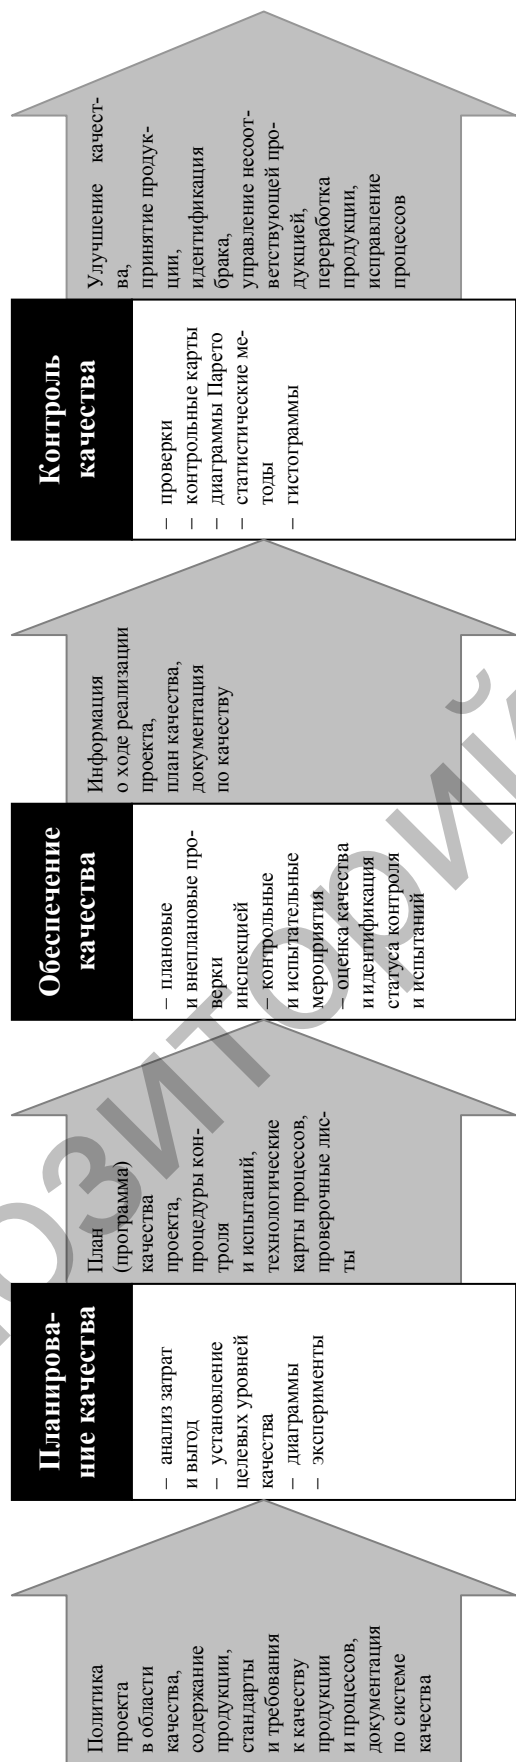 Политика
проекта
в области
качества,
содержание
продукции,
стандарты
и требования
к качеству
продукции
и процессов,
документация
по системе
качества
Планирова-
ние качества
– анализ затрат
и выгод
– установление
целевых уровней
качества
– диаграммы
– эксперименты
План
(программа)
качества
проекта,
процедуры кон-
троля
и испытаний,
технологические
карты процессов,
проверочные лис-
ты
Обеспечение
качества
– плановые
и внеплановые про-
верки
инспекцией
– контрольные
и испытательные
мероприятия
– оценка качества
и идентификация
статуса контроля
и испытаний
Информация
о ходе реализации
проекта,
план качества,
документация
по качеству
Контроль
качества
– проверки
– контрольные карты
– диаграммы Парето
– статистические ме-
тоды
– гистограммы
Улучшение качест-
ва,
принятие продук-
ции,
идентификация
брака,
управление несоот-
ветствующей про-
дукцией,
переработка
продукции,
исправление
процессов